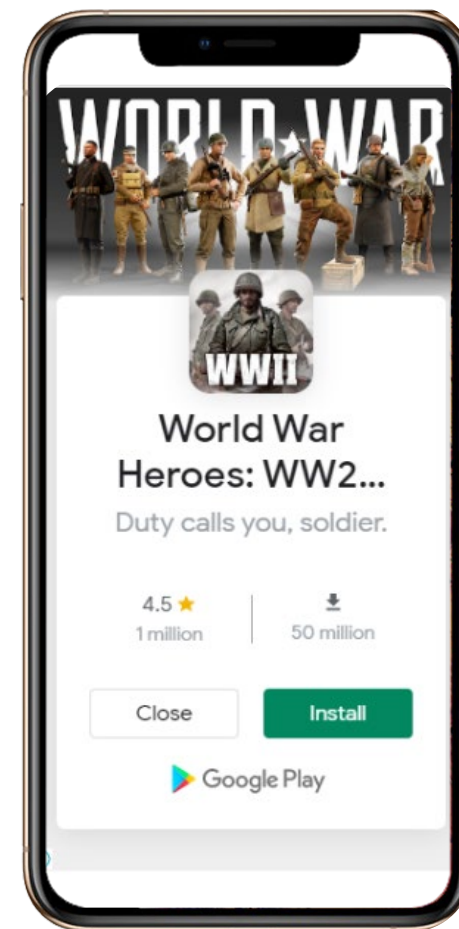 WORLD WAR
WWII
World War
Heroes: WW2...
Duty calls you, soldier.
4.5 ★
1 million
50 million
Close
Install
Google Play